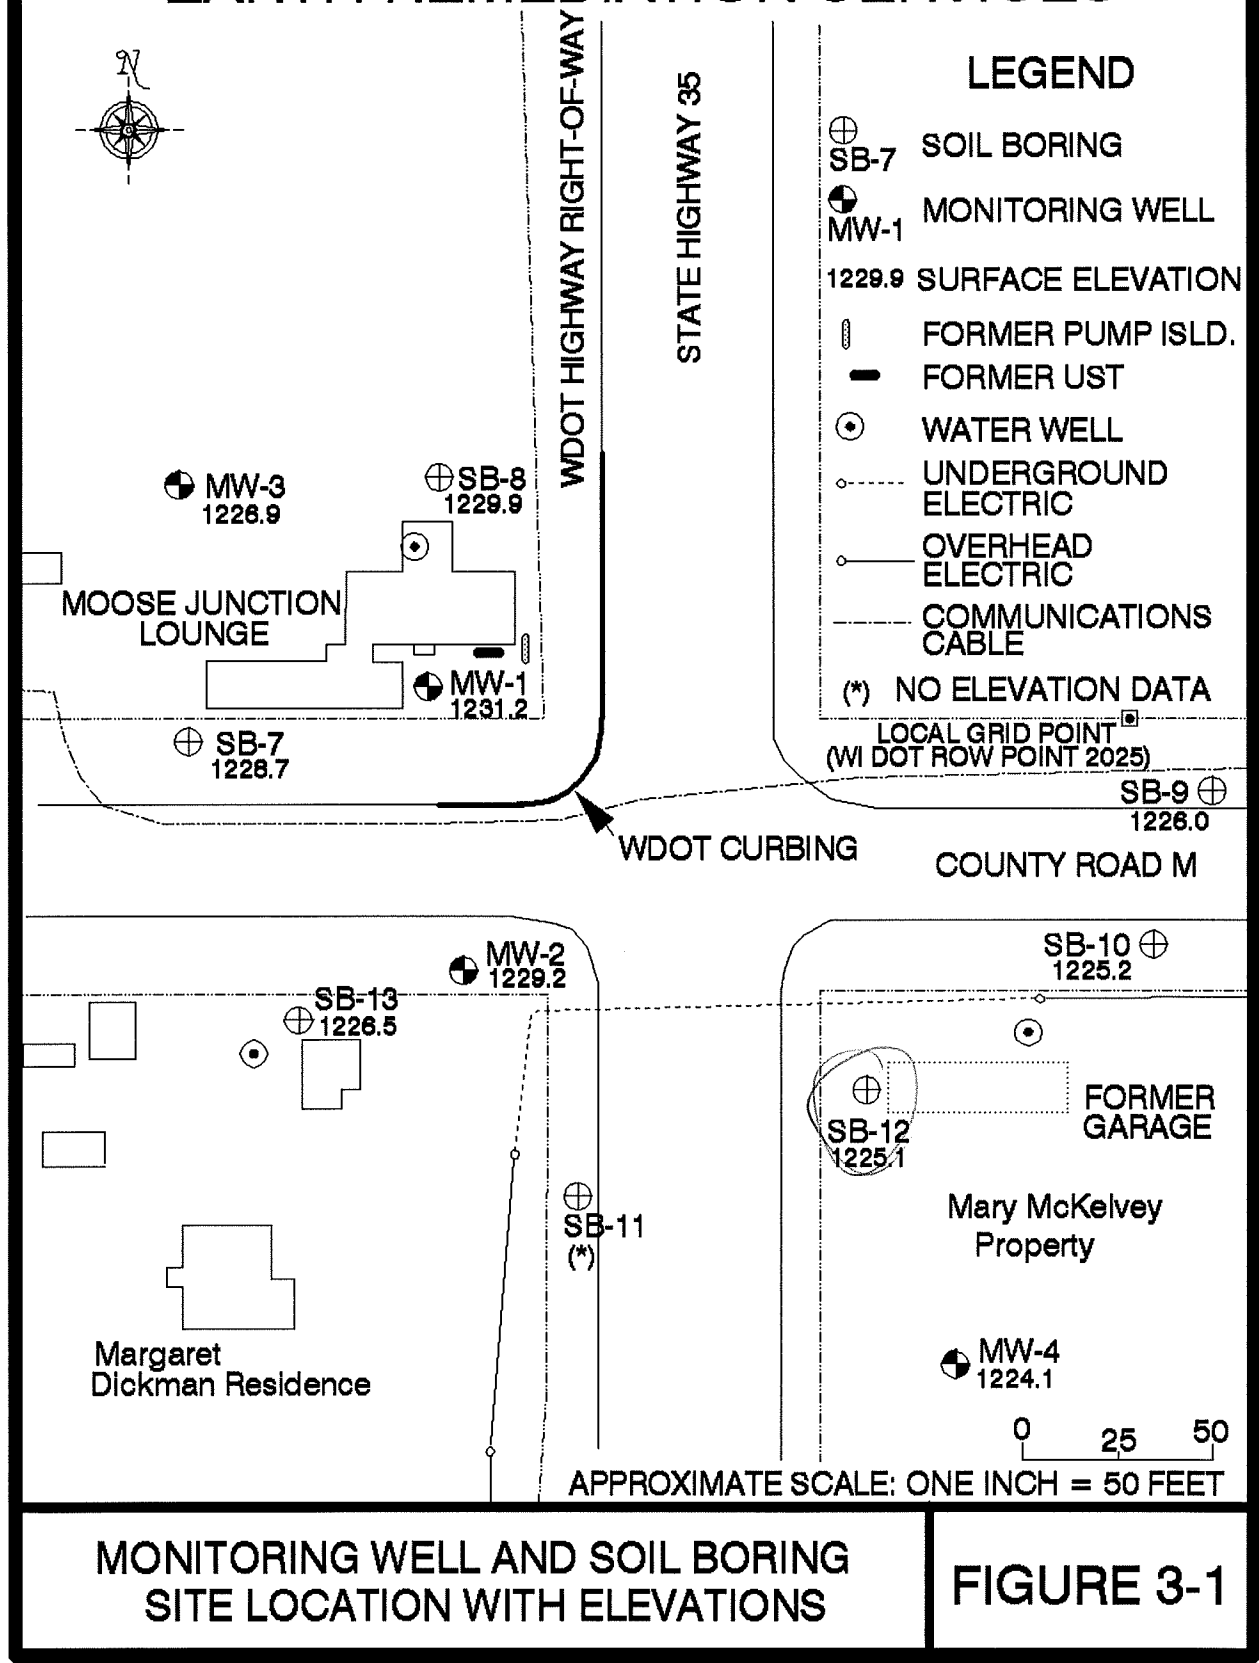 EARTH REMEDIATION SERVICES
N
WDOT HIGHWAY RIGHT-OF-WAY
STATE HIGHWAY 35
LEGEND
SB-7 SOIL BORING
MW-1 MONITORING WELL
1229.9 SURFACE ELEVATION
FORMER PUMP ISLD.
FORMER UST
WATER WELL
UNDERGROUND
ELECTRIC
OVERHEAD
ELECTRIC
COMMUNICATIONS
CABLE
(*) NO ELEVATION DATA
LOCAL GRID POINT
(WI DOT ROW POINT 2025)
MW-3
1226.9
SB-8
1229.9
MOOSE JUNCTION
LOUNGE
MW-1
1231.2
SB-7
1228.7
SB-9
1226.0
WDOT CURBING
COUNTY ROAD M
MW-2
1229.2
SB-10
1225.2
SB-13
1226.5
FORMER
GARAGE
SB-12
1225.1
SB-11
(*)
Mary McKelvey
Property
Margaret
Dickman Residence
MW-4
1224.1
0 25 50
APPROXIMATE SCALE: ONE INCH = 50 FEET
MONITORING WELL AND SOIL BORING
SITE LOCATION WITH ELEVATIONS
FIGURE 3-1